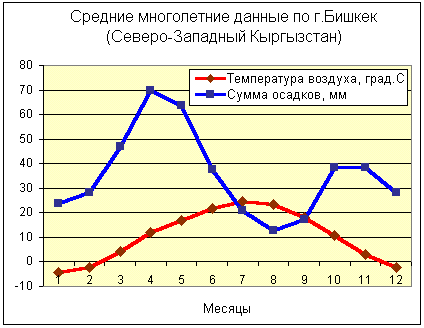 Средние многолетние данные по г.Бишкек
(Северо-Западный Кыргызстан)
Температура воздуха, град.С
Сумма осадков, мм
80
70
60
50
40
30
20
10
0
-10
1 2 3 4 5 6 7 8 9 10 11 12
Месяцы